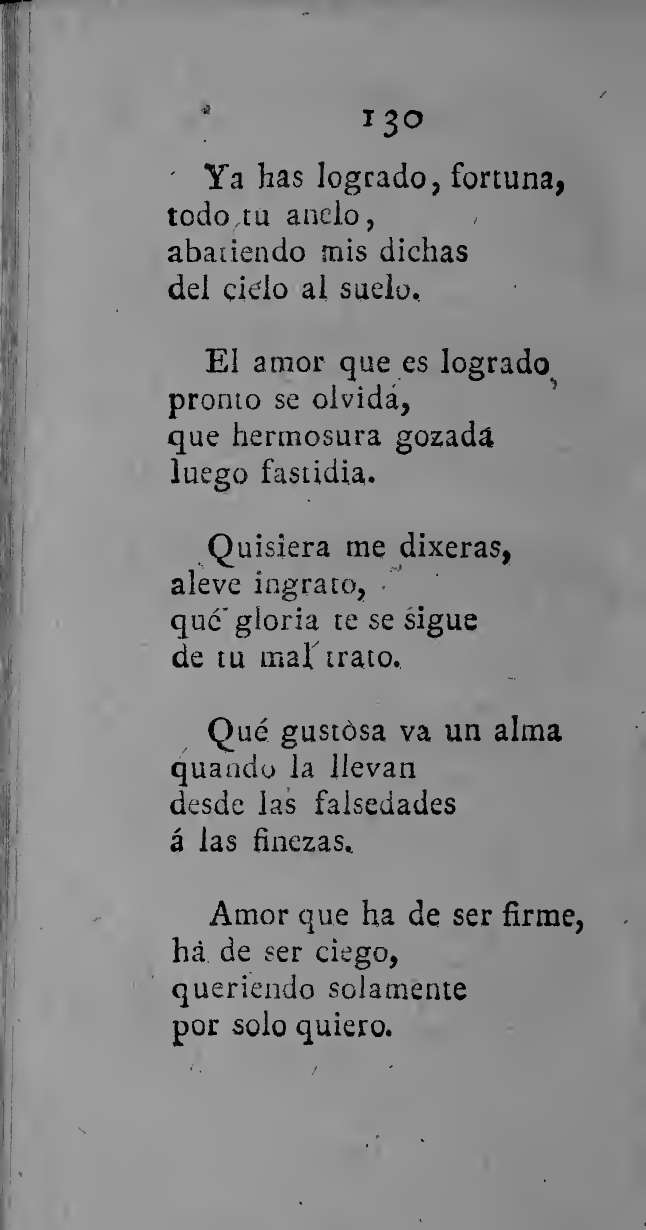 130
Ya has logrado, fortuna,
todo tu anelo,
abatiendo mis dichas
del cielo al suelo.
El amor que es logrado,
pronto se olvida,
que hermosura gozada
luego fastidia.
Quisiera me dixeras,
aleve ingrato,
qué gloria te se sigue
de tu mal trato.
Qué gustosa va un alma
quando la llevan
desde las falsedades
á las finezas.
Amor que ha de ser firme,
há de ser ciego,
queriendo solamente
por solo quiero.